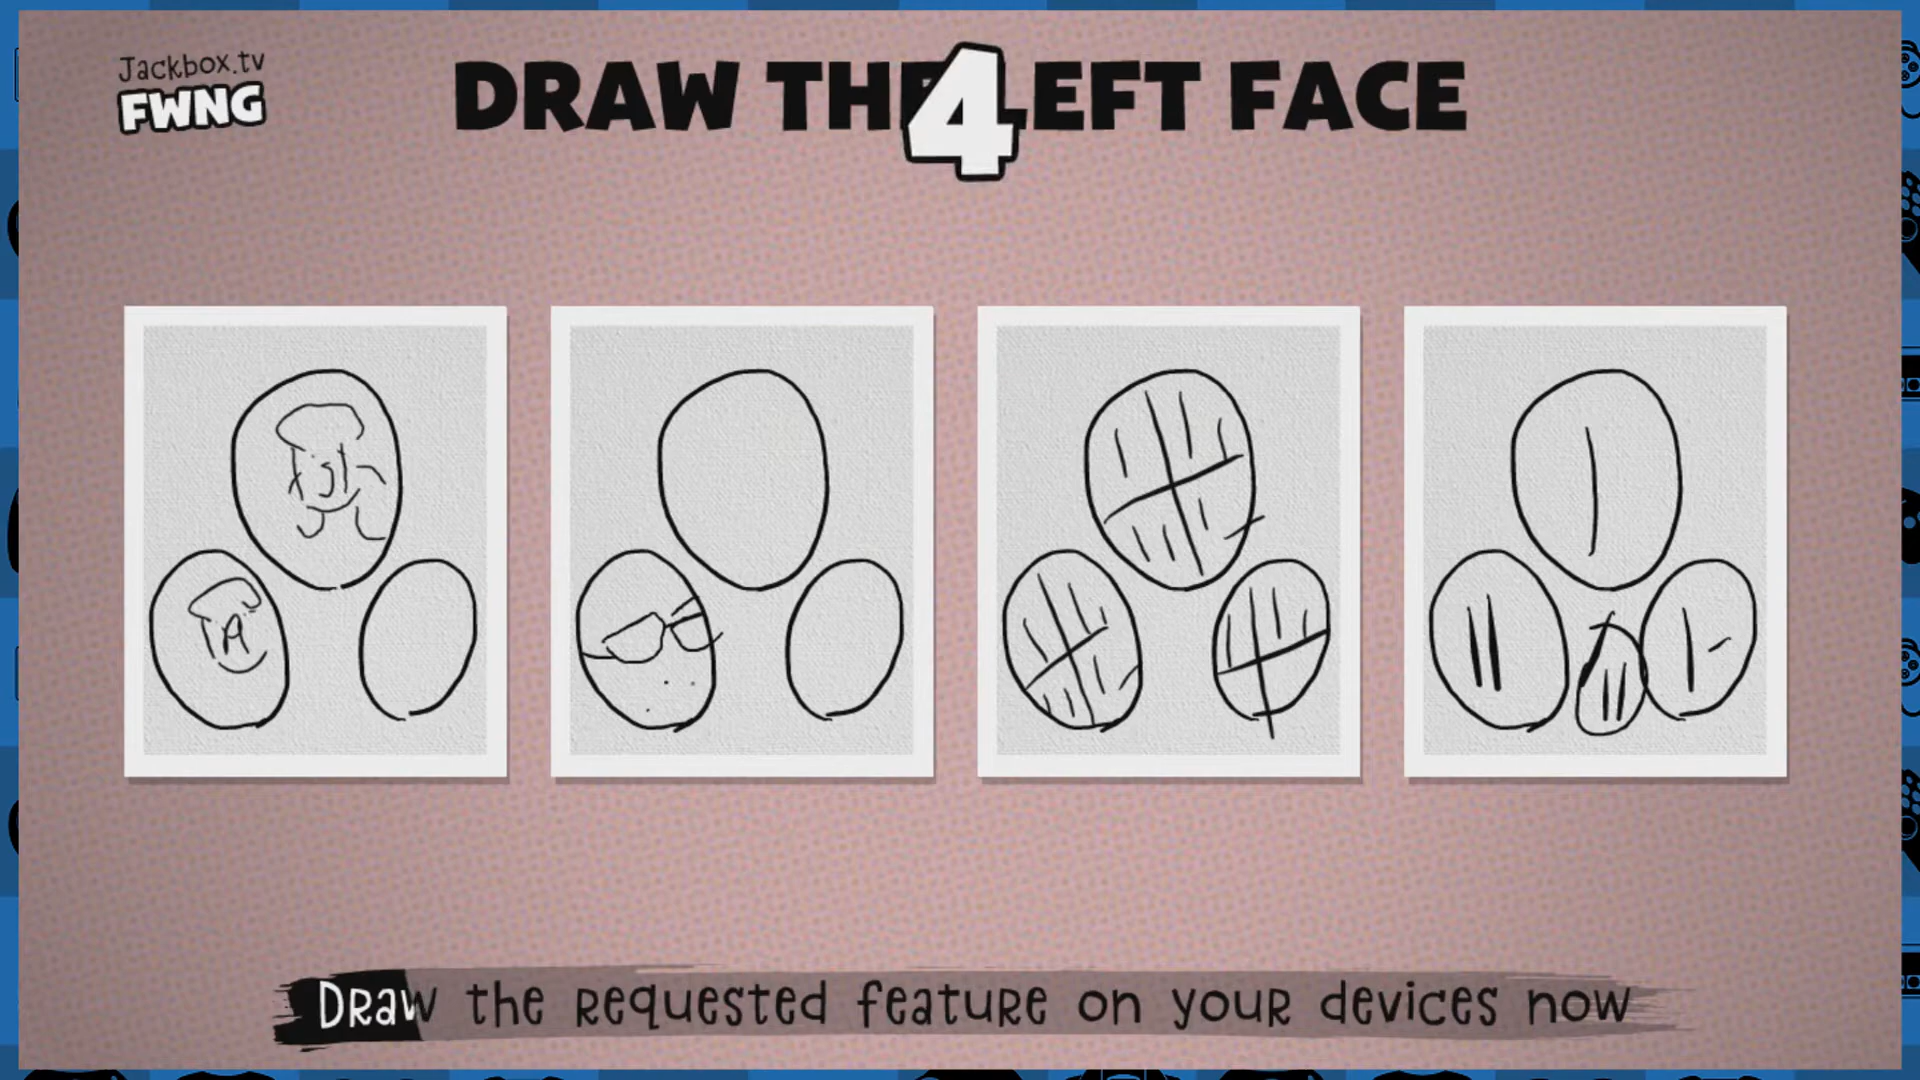 Jackbox.tv
FWNG
DRAW THE LEFT FACE
4
Draw the requested feature on your devices now